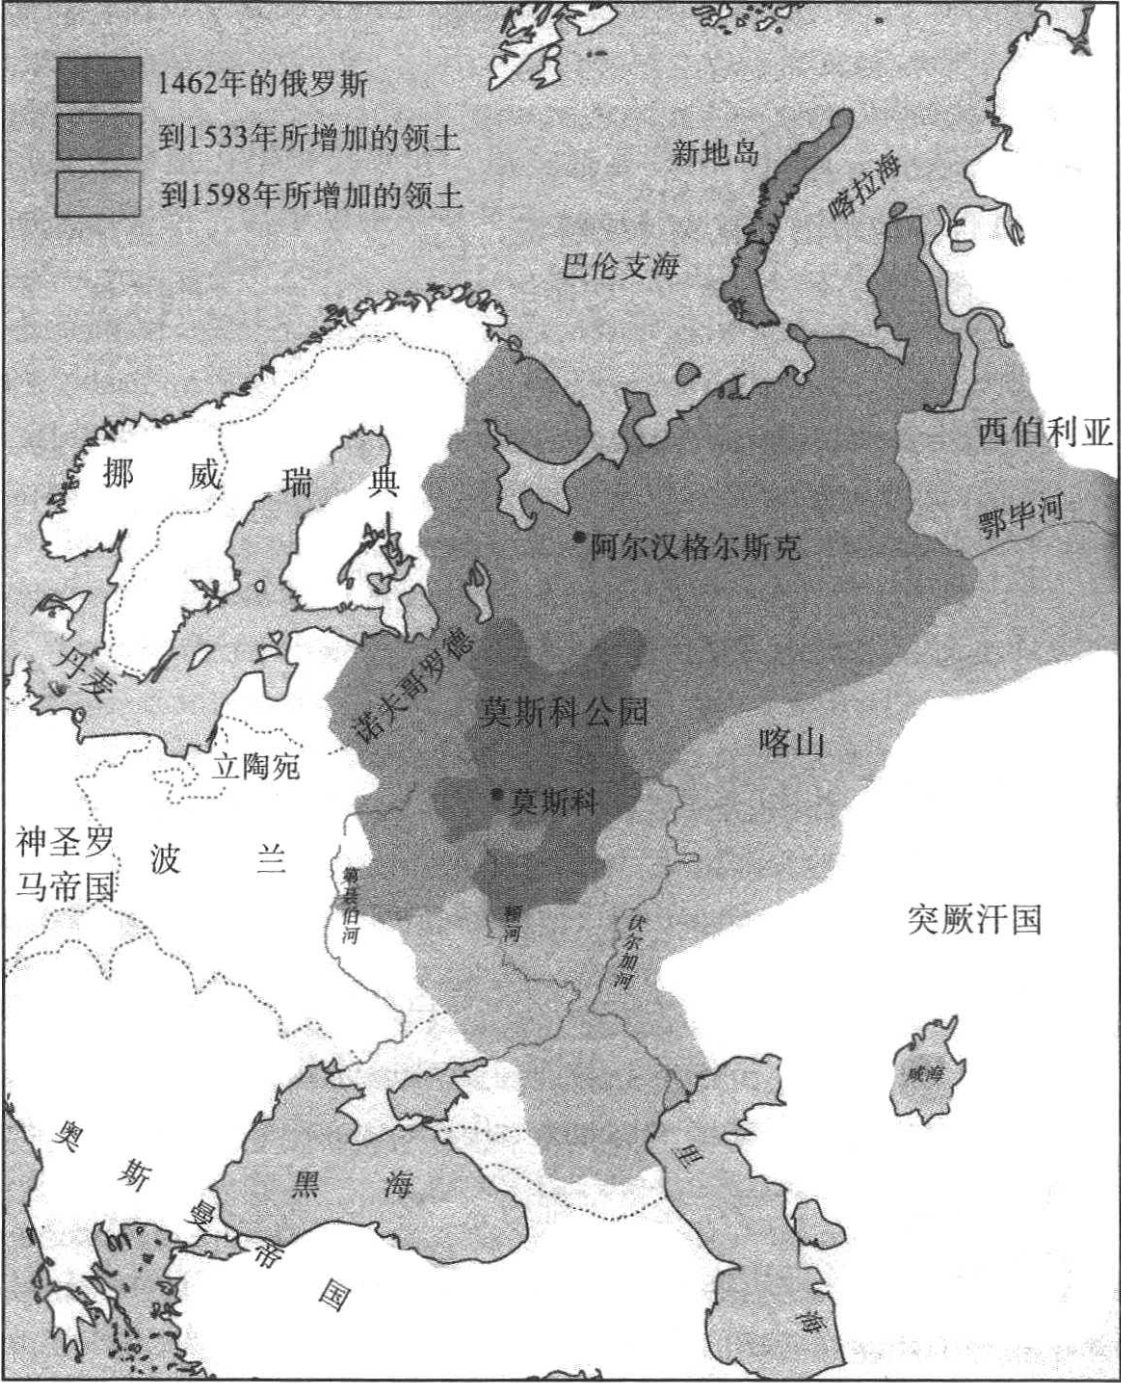 1462年的俄罗斯
到1533年所增加的领土
到1598年所增加的领土
新地岛
喀拉海
巴伦支海
西伯利亚
挪威
瑞典
鄂毕河
阿尔汉格尔斯克
丹麦
诺夫哥罗德
莫斯科公园
喀山
立陶宛
莫斯科
神圣罗
马帝国
波兰
第聂伯河
顿河
伏尔加河
突厥汗国
咸海
奥斯曼帝国
黑海
里海